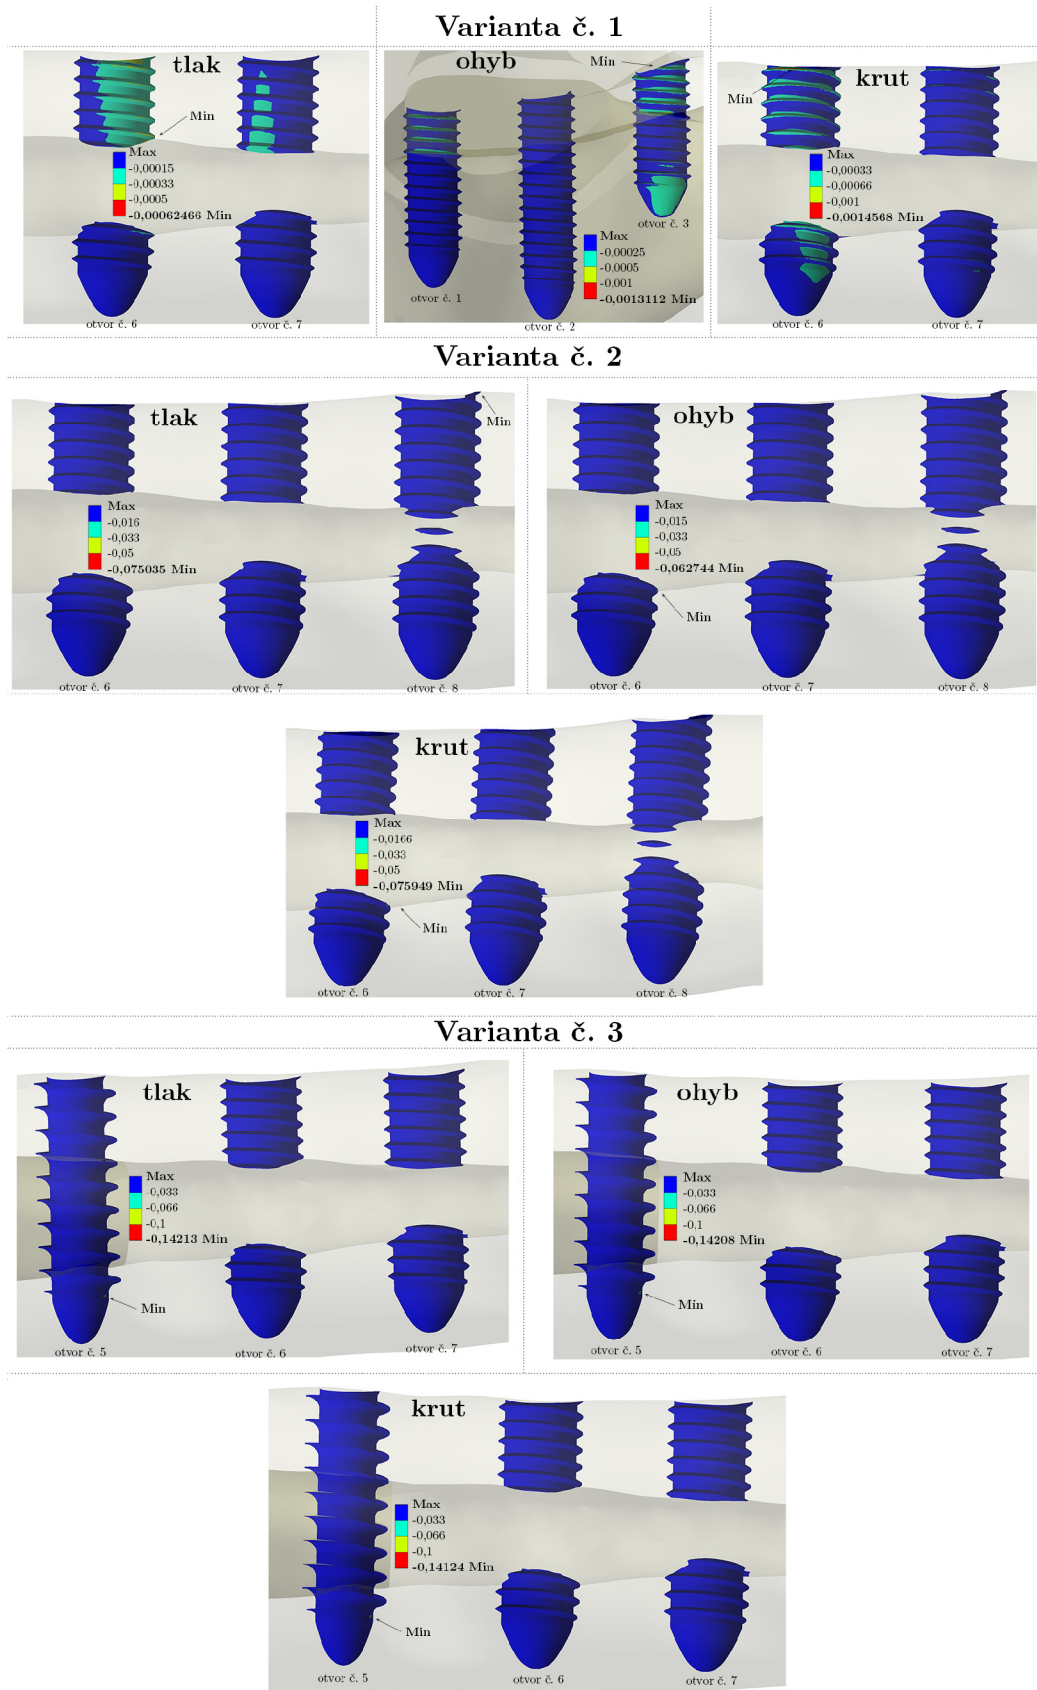 Varianta č. 1
tlak
Min
Max
-0,00015
-0,00033
-0,0005
-0,00062466 Min
otvor č. 6
otvor č. 7
ohyb
Min
otvor č. 3
Max
-0,00025
-0,0005
-0,001
-0,0013112 Min
otvor č. 1
otvor č. 2
krut
Min
Max
-0,00033
-0,00066
-0,001
-0,0014568 Min
otvor č. 6
otvor č. 7
Varianta č. 2
tlak
Min
Max
-0,016
-0,033
-0,05
-0,075035 Min
otvor č. 6
otvor č. 7
otvor č. 8
ohyb
Max
-0,015
-0,033
-0,05
-0,062744 Min
Min
otvor č. 6
otvor č. 7
otvor č. 8
krut
Max
-0,0166
-0,033
-0,05
-0,075949 Min
Min
otvor č. 6
otvor č. 7
otvor č. 8
Varianta č. 3
tlak
Max
-0,033
-0,066
-0,1
-0,14213 Min
Min
otvor č. 5
otvor č. 6
otvor č. 7
ohyb
Max
-0.033
-0.066
-0.1
-0,14208 Min
Min
otvor č. 5
otvor č. 6
otvor č. 7
krut
Max
-0,033
-0,066
-0,1
-0,14124 Min
Min
otvor č. 5
otvor č. 6
otvor č. 7